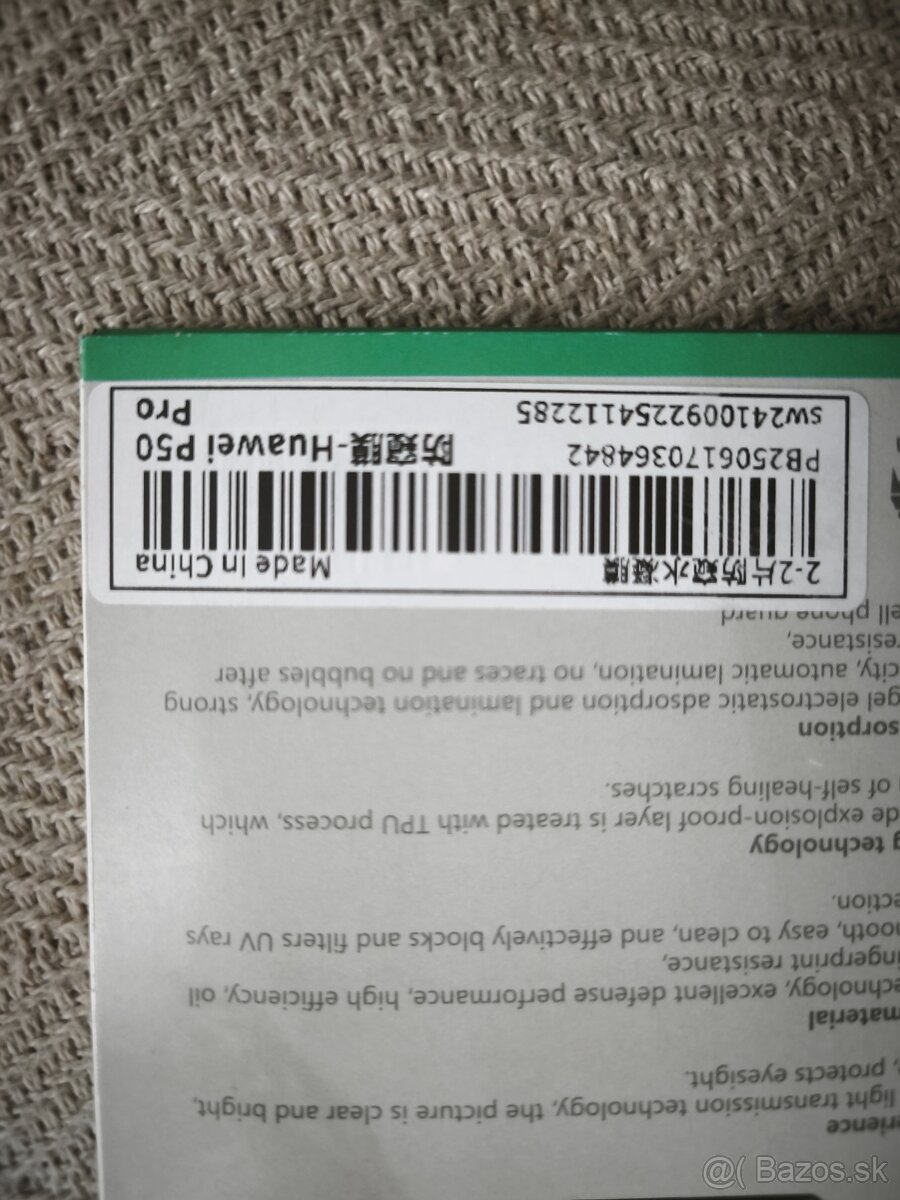 erience
light transmission technology, the picture is clear and bright,
, protects eyesight.
material
echnology, excellent defense performance, high efficiency, oil
ingerprint resistance,
mooth, easy to clean, and effectively blocks and filters UV rays
ection.
g technology
de explosion-proof layer is treated with TPU process, which
of self-healing scratches.
sorption
gel electrostatic adsorption and lamination technology, strong
city, automatic lamination, no traces and no bubbles after
resistance,
ell phone guard
2-2片防窥水凝膜 Made In China
PB2506170364842 防窥膜-Huawei P50
sw2410092254112285 Pro
@( Bazos.sk